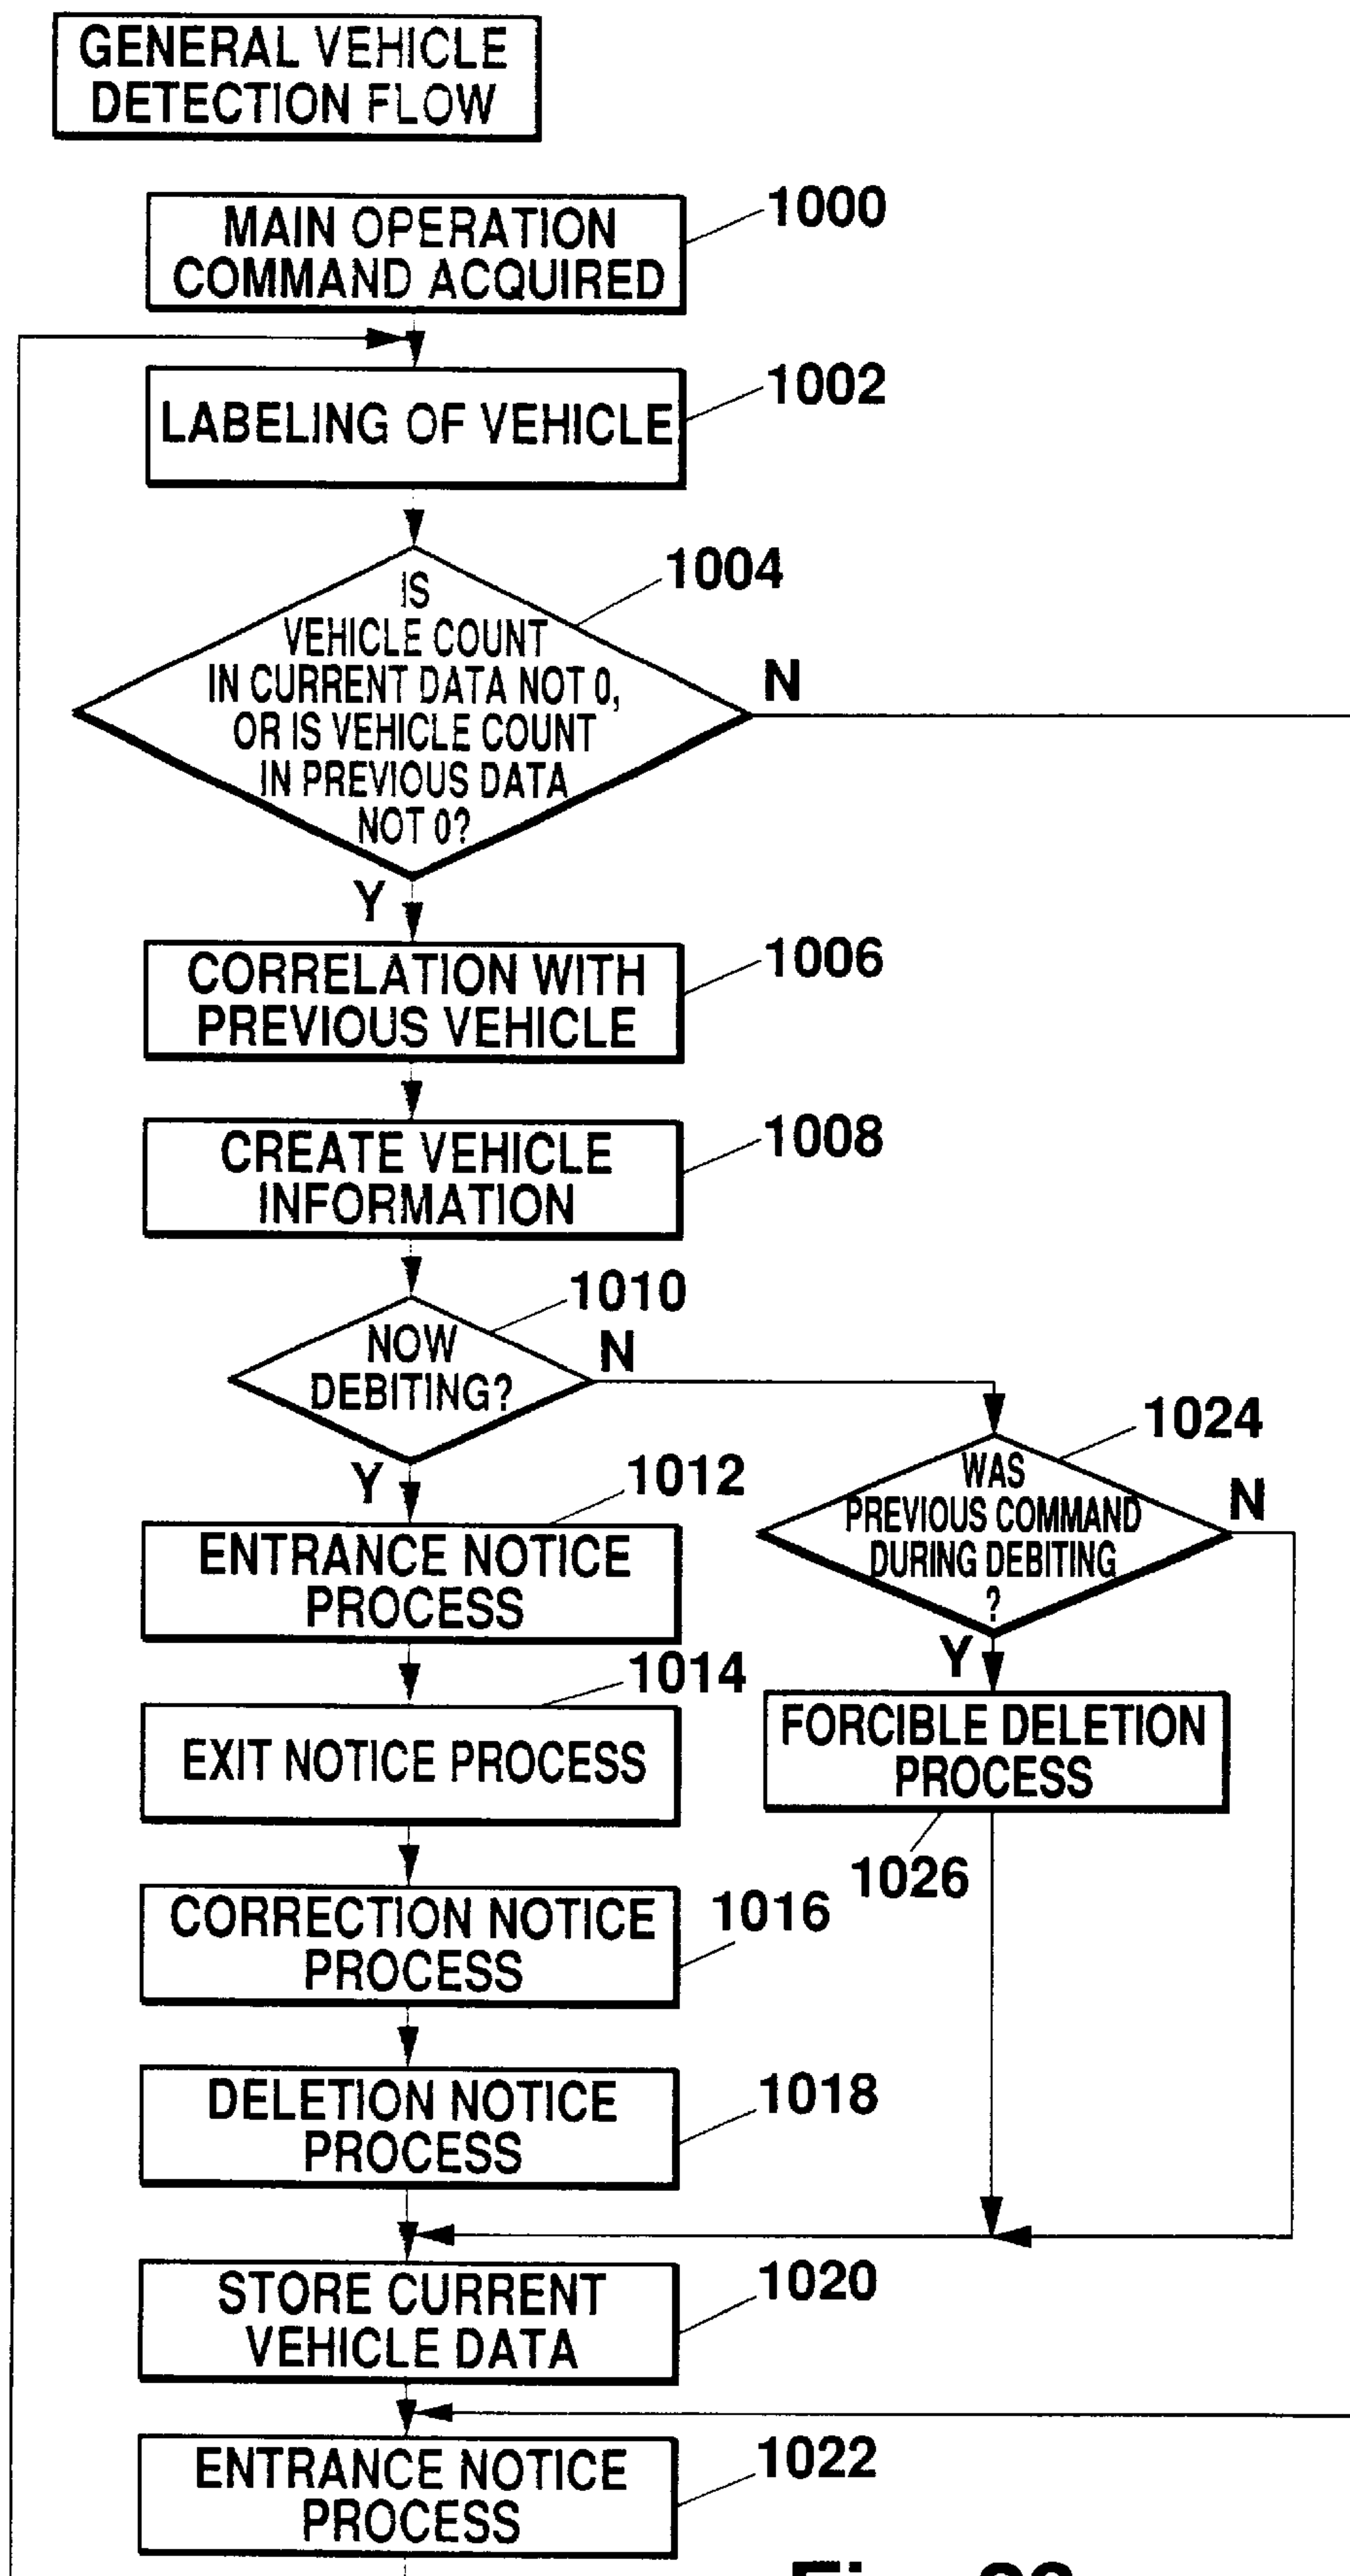 GENERAL VEHICLE
DETECTION FLOW
1000
MAIN OPERATION
COMMAND ACQUIRED
1002
LABELING OF VEHICLE
1004
IS
VEHICLE COUNT
IN CURRENT DATA NOT 0,
OR IS VEHICLE COUNT
IN PREVIOUS DATA
NOT 0?
N
Y
1006
CORRELATION WITH
PREVIOUS VEHICLE
1008
CREATE VEHICLE
INFORMATION
1010
NOW
DEBITING?
N
Y
1024
WAS
PREVIOUS COMMAND
DURING DEBITING
?
N
Y
1012
ENTRANCE NOTICE
PROCESS
1014
EXIT NOTICE PROCESS
FORCIBLE DELETION
PROCESS
1026
1016
CORRECTION NOTICE
PROCESS
1018
DELETION NOTICE
PROCESS
1020
STORE CURRENT
VEHICLE DATA
1022
ENTRANCE NOTICE
PROCESS